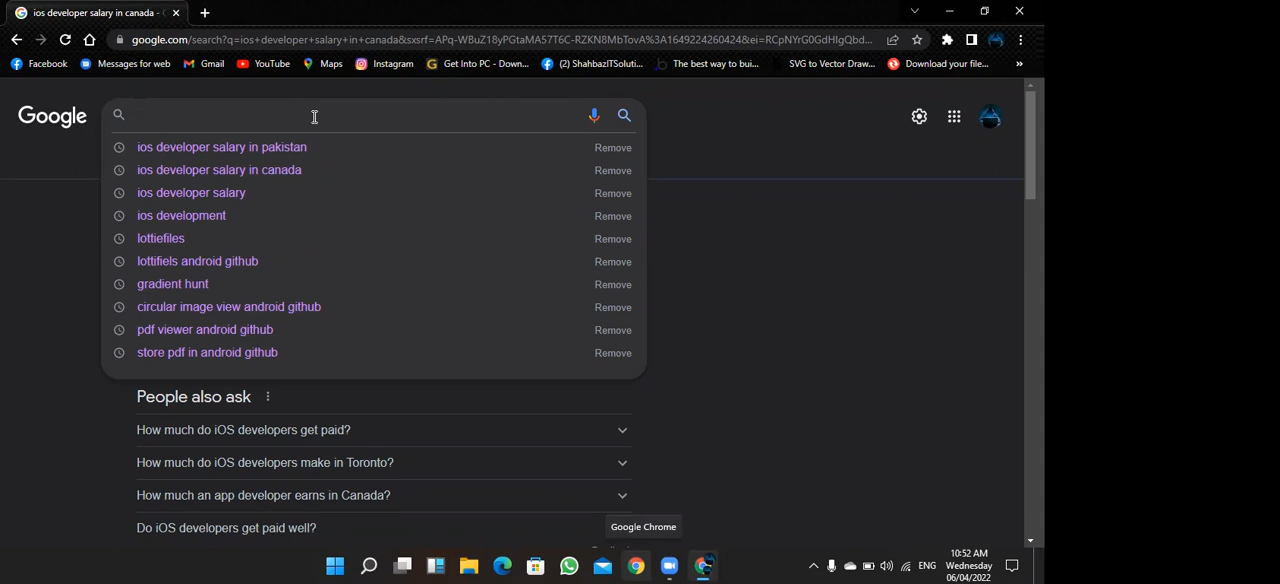 ios developer salary in canada -
google.com/search?q=ios+developer+salary+in+canada&sxsrf=APq-WBuZ18yPGtaMA57T6C-RZKN8MbTovA%3A1649224260424&ei=RCpNYrG0GdHlgQbd...
Facebook Messages for web Gmail YouTube Maps Instagram Get Into PC - Down... (2) ShahbazITSoluti... The best way to bui... SVG to Vector Draw... Download your file... »
Google
ios developer salary in pakistan Remove
ios developer salary in canada Remove
ios developer salary Remove
ios development Remove
lottiefiles Remove
lottifiels android github Remove
gradient hunt Remove
circular image view android github Remove
pdf viewer android github Remove
store pdf in android github Remove
People also ask
How much do iOS developers get paid?
How much do iOS developers make in Toronto?
How much an app developer earns in Canada?
Do iOS developers get paid well?
Google Chrome
10:52 AM
ENG Wednesday
06/04/2022